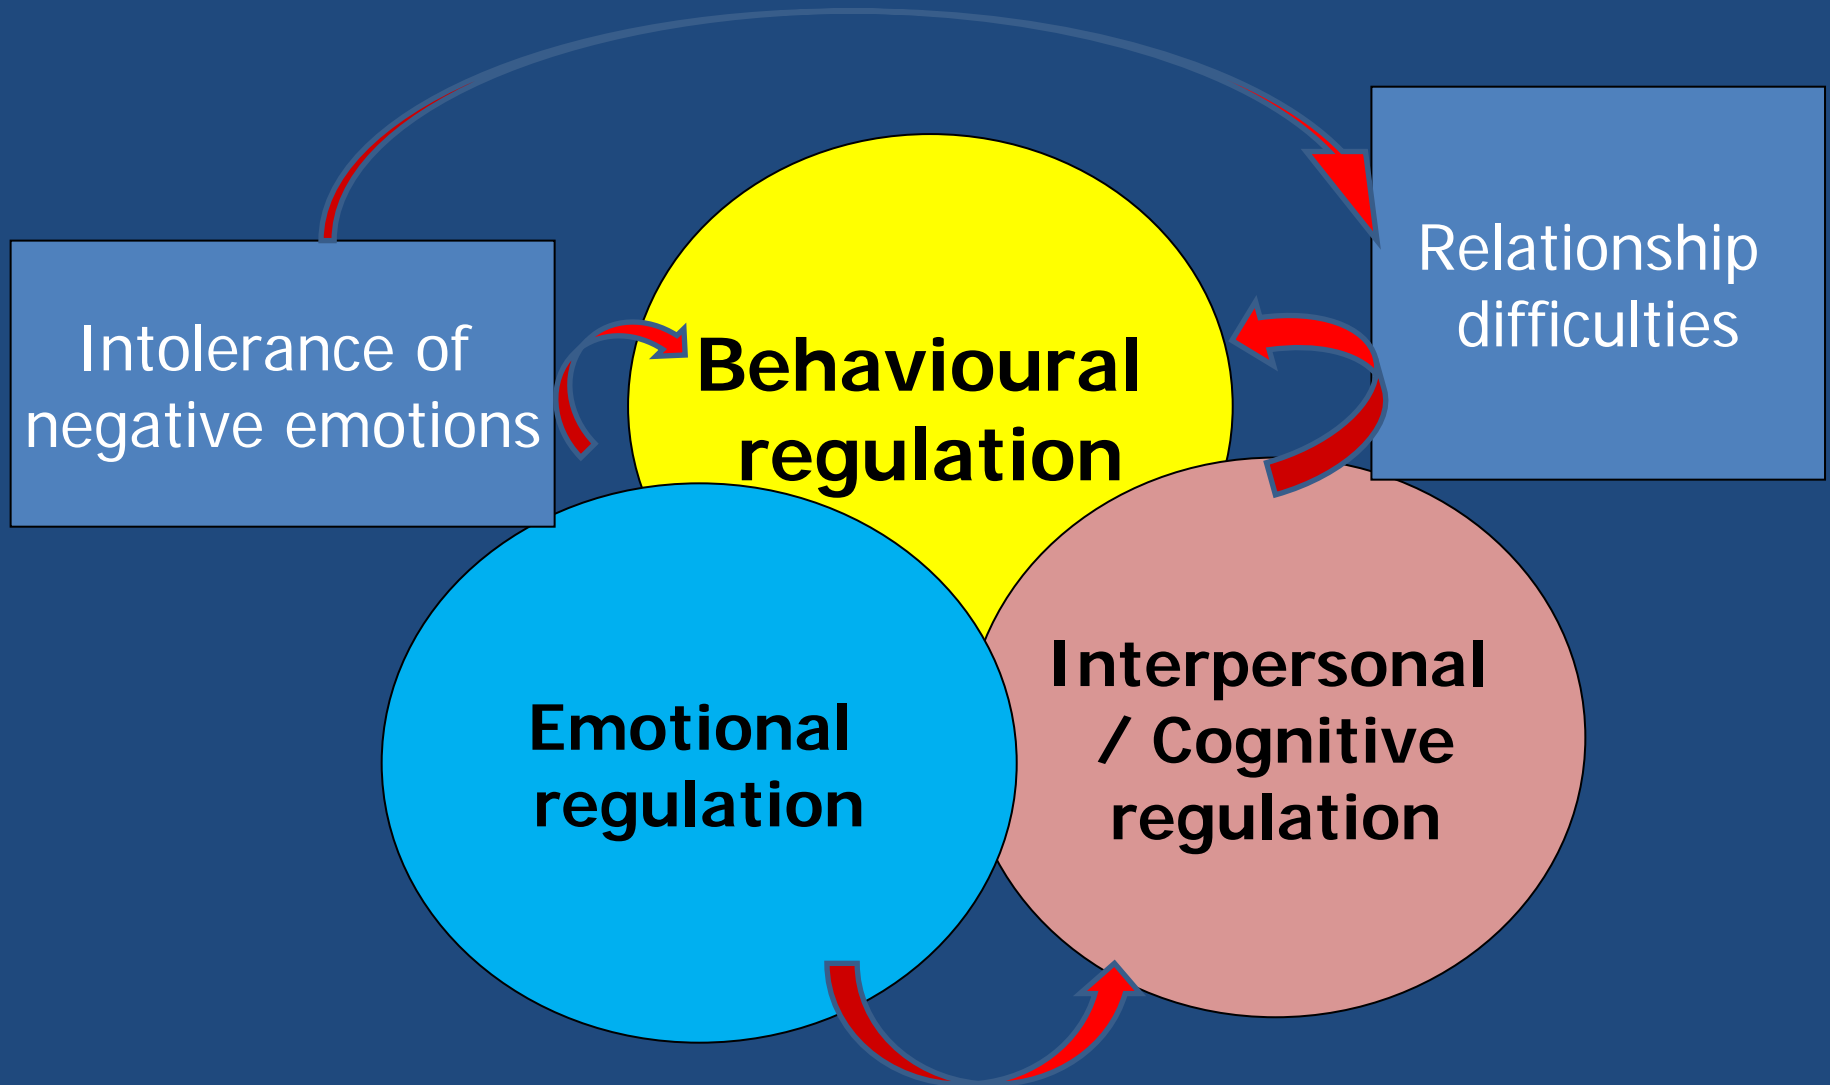 Intolerance of
negative emotions
Behavioural
regulation
Relationship
difficulties
Emotional
regulation
Interpersonal
/ Cognitive
regulation